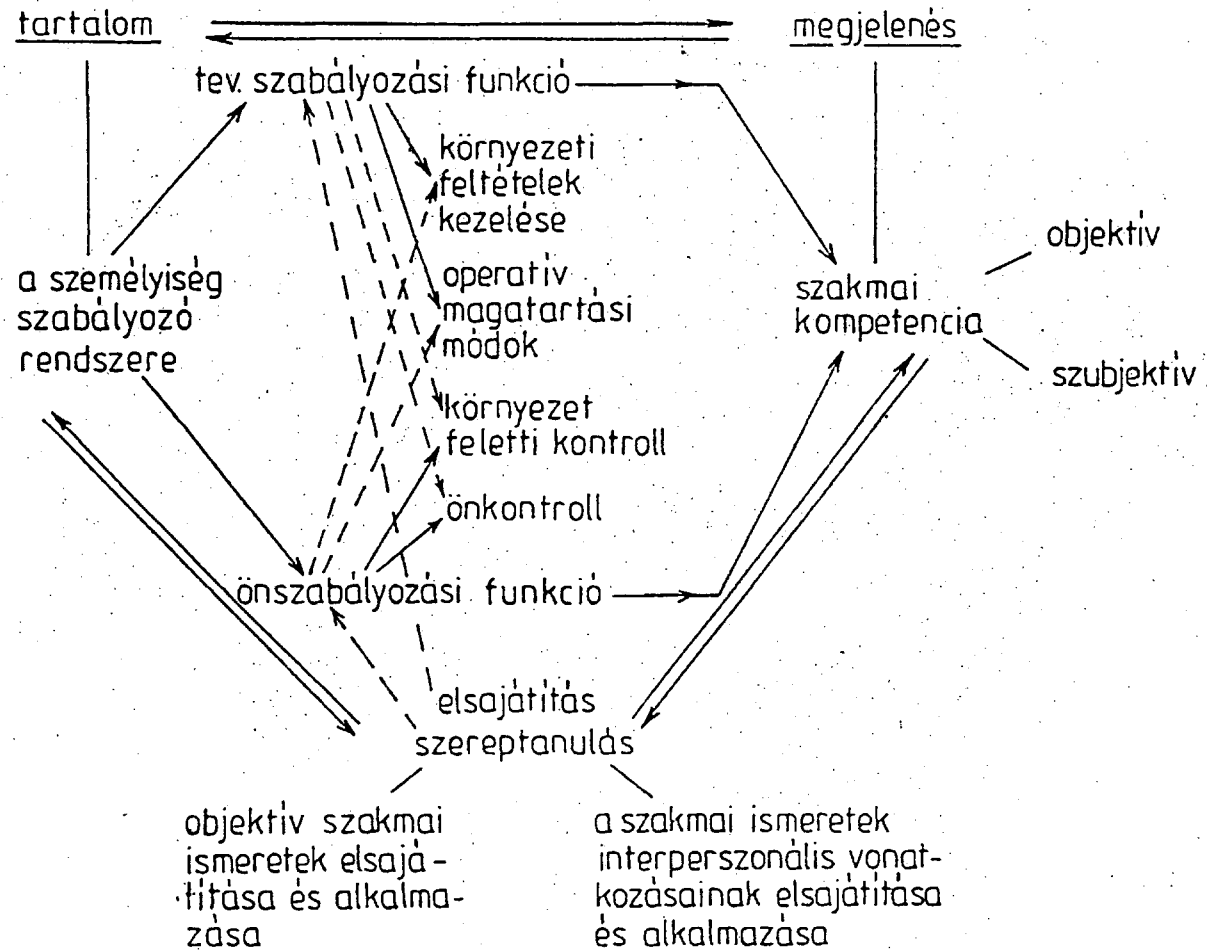 tartalom
megjelenés
tev. szabályozási funkció
környezeti
feltételek
kezelése
a személyiség
szabályozó
rendszere
operatív
magatartási
módok
szakmai
kompetencia
objektív
szubjektív
környezet
feletti kontroll
önkontroll
önszabályozási funkció
elsajátítás
szereptanulás
objektív szakmai
ismeretek elsajá-
títása és alkalma-
zása
a szakmai ismeretek
interperszonális vonat-
kozásainak elsajátítása
és alkalmazása